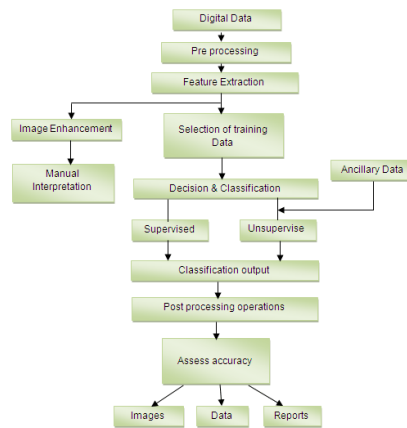 Digital Data
Pre processing
Feature Extraction
Image Enhancement
Selection of training
Data
Manual
Interpretation
Ancillary Data
Decision & Classification
Supervised
Unsupervise
Classification output
Post processing operations
Assess accuracy
Images
Data
Reports